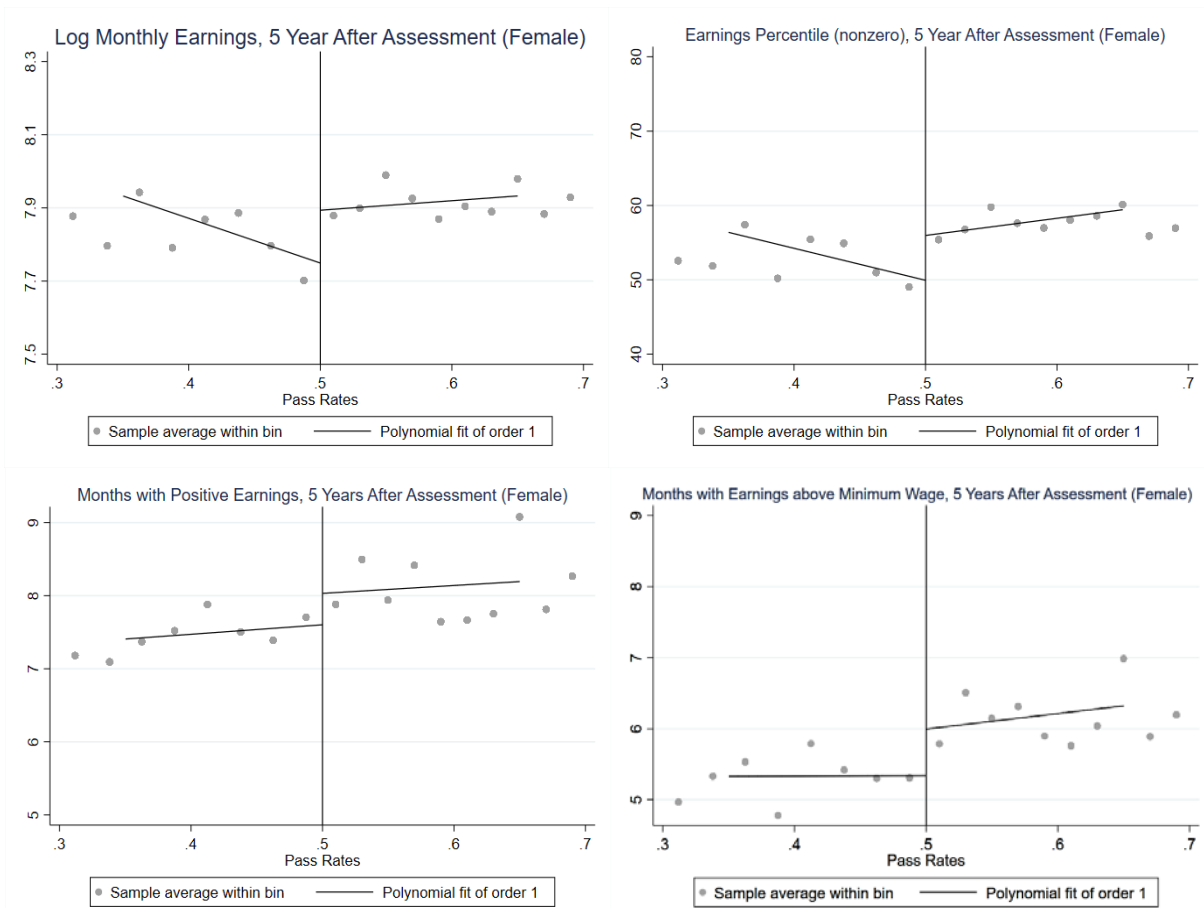 Log Monthly Earnings, 5 Year After Assessment (Female)
8.3
8.1
7.9
7.7
7.5
.3 .4 .5 .6 .7
Pass Rates
Sample average within bin Polynomial fit of order 1
Earnings Percentile (nonzero), 5 Year After Assessment (Female)
80
70
60
50
40
.3 .4 .5 .6 .7
Pass Rates
Sample average within bin Polynomial fit of order 1
Months with Positive Earnings, 5 Years After Assessment (Female)
9
8
7
6
5
.3 .4 .5 .6 .7
Pass Rates
Sample average within bin Polynomial fit of order 1
Months with Earnings above Minimum Wage, 5 Years After Assessment (Female)
9
8
7
6
5
.3 .4 .5 .6 .7
Pass Rates
Sample average within bin Polynomial fit of order 1